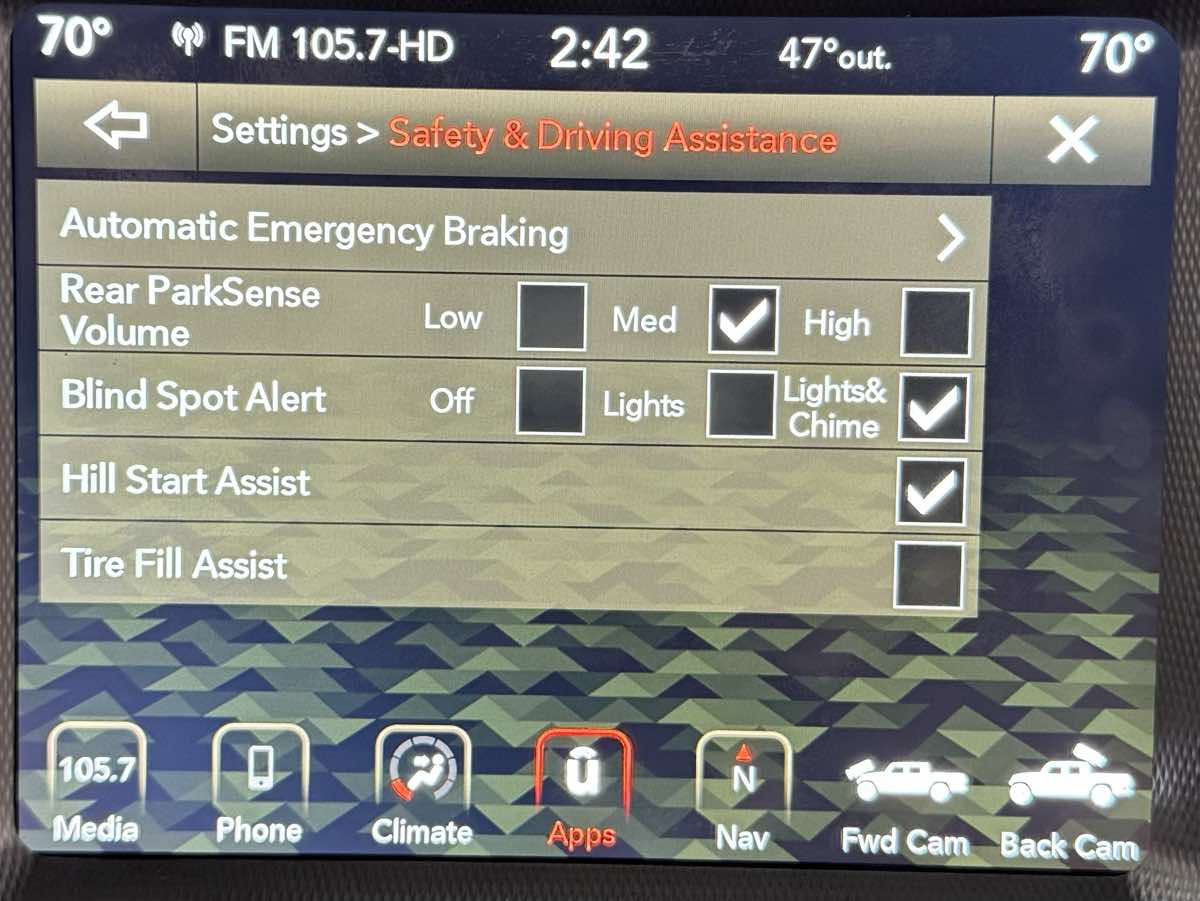 70° FM 105.7-HD 2:42 47°out. 70°
Settings > Safety & Driving Assistance
Automatic Emergency Braking
Rear ParkSense
Volume Low Med High
Blind Spot Alert Off Lights Lights&
Chime
Hill Start Assist
Tire Fill Assist
105.7 u N
Media Phone Climate Apps Nav Fwd Cam Back Cam